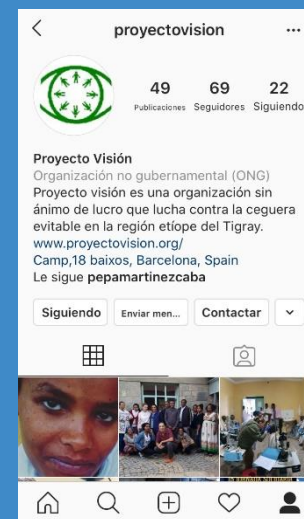 proyectovision
49 69 22
Publicaciones Seguidores Siguiendo
Proyecto Visión
Organización no gubernamental (ONG)
Proyecto visión es una organización sin
ánimo de lucro que lucha contra la ceguera
evitable en la región etíope del Tigray.
www.proyectovision.org/
Camp,18 baixos, Barcelona, Spain
Le sigue pepamartinezcaba
Siguiendo Enviar men... Contactar